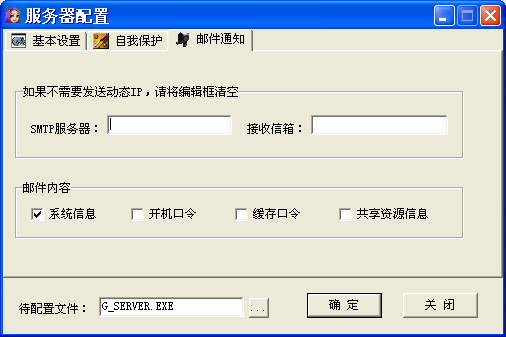 服务器配置
基本设置 自我保护 邮件通知
如果不需要发送动态IP，请将编辑框清空
SMTP服务器： 接收信箱：
邮件内容
系统信息 开机口令 缓存口令 共享资源信息
待配置文件： G_SERVER.EXE ... 确 定 关 闭